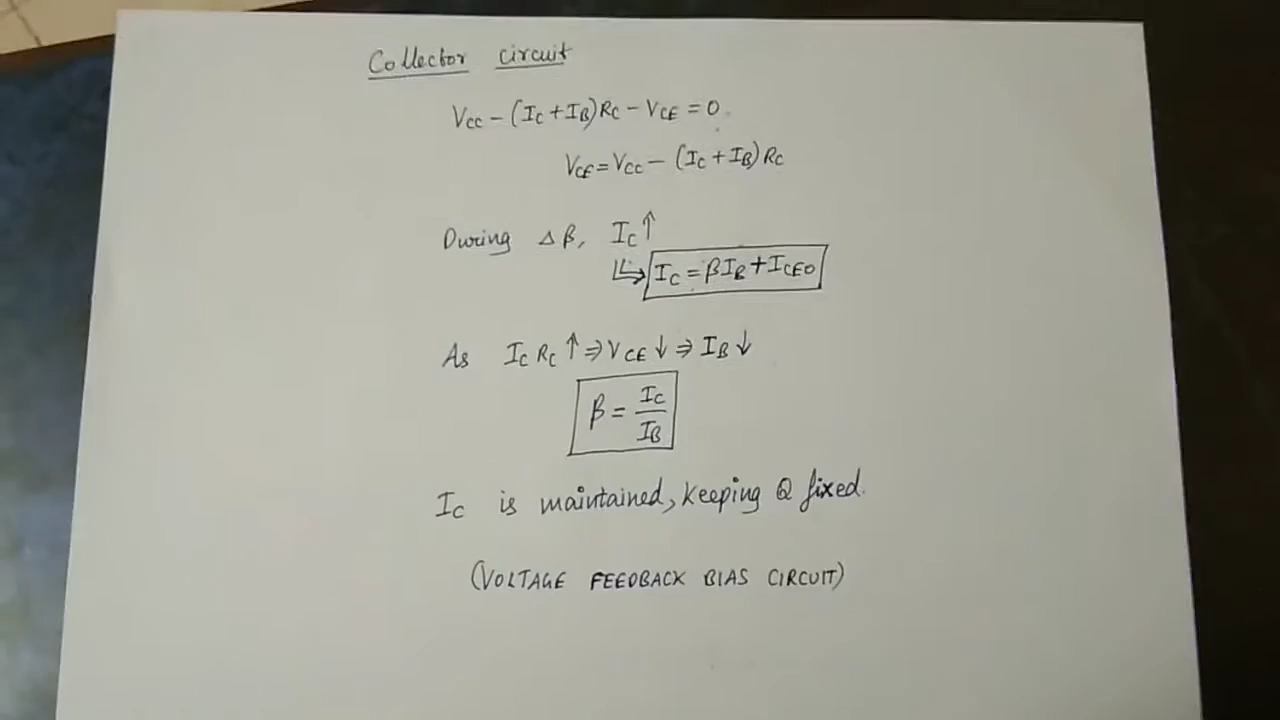 Collector circuit
VCC - (IC + IB)RC - VCE = 0.
VCE = VCC - (IC + IB)RC
During Δβ, IC↑
IC = βIB + ICEO
As ICRC ↑ ⇒ VCE ↓ ⇒ IB ↓
β = IC/IB
IC is maintained, keeping Q fixed.
(VOLTAGE FEEDBACK BIAS CIRCUIT)